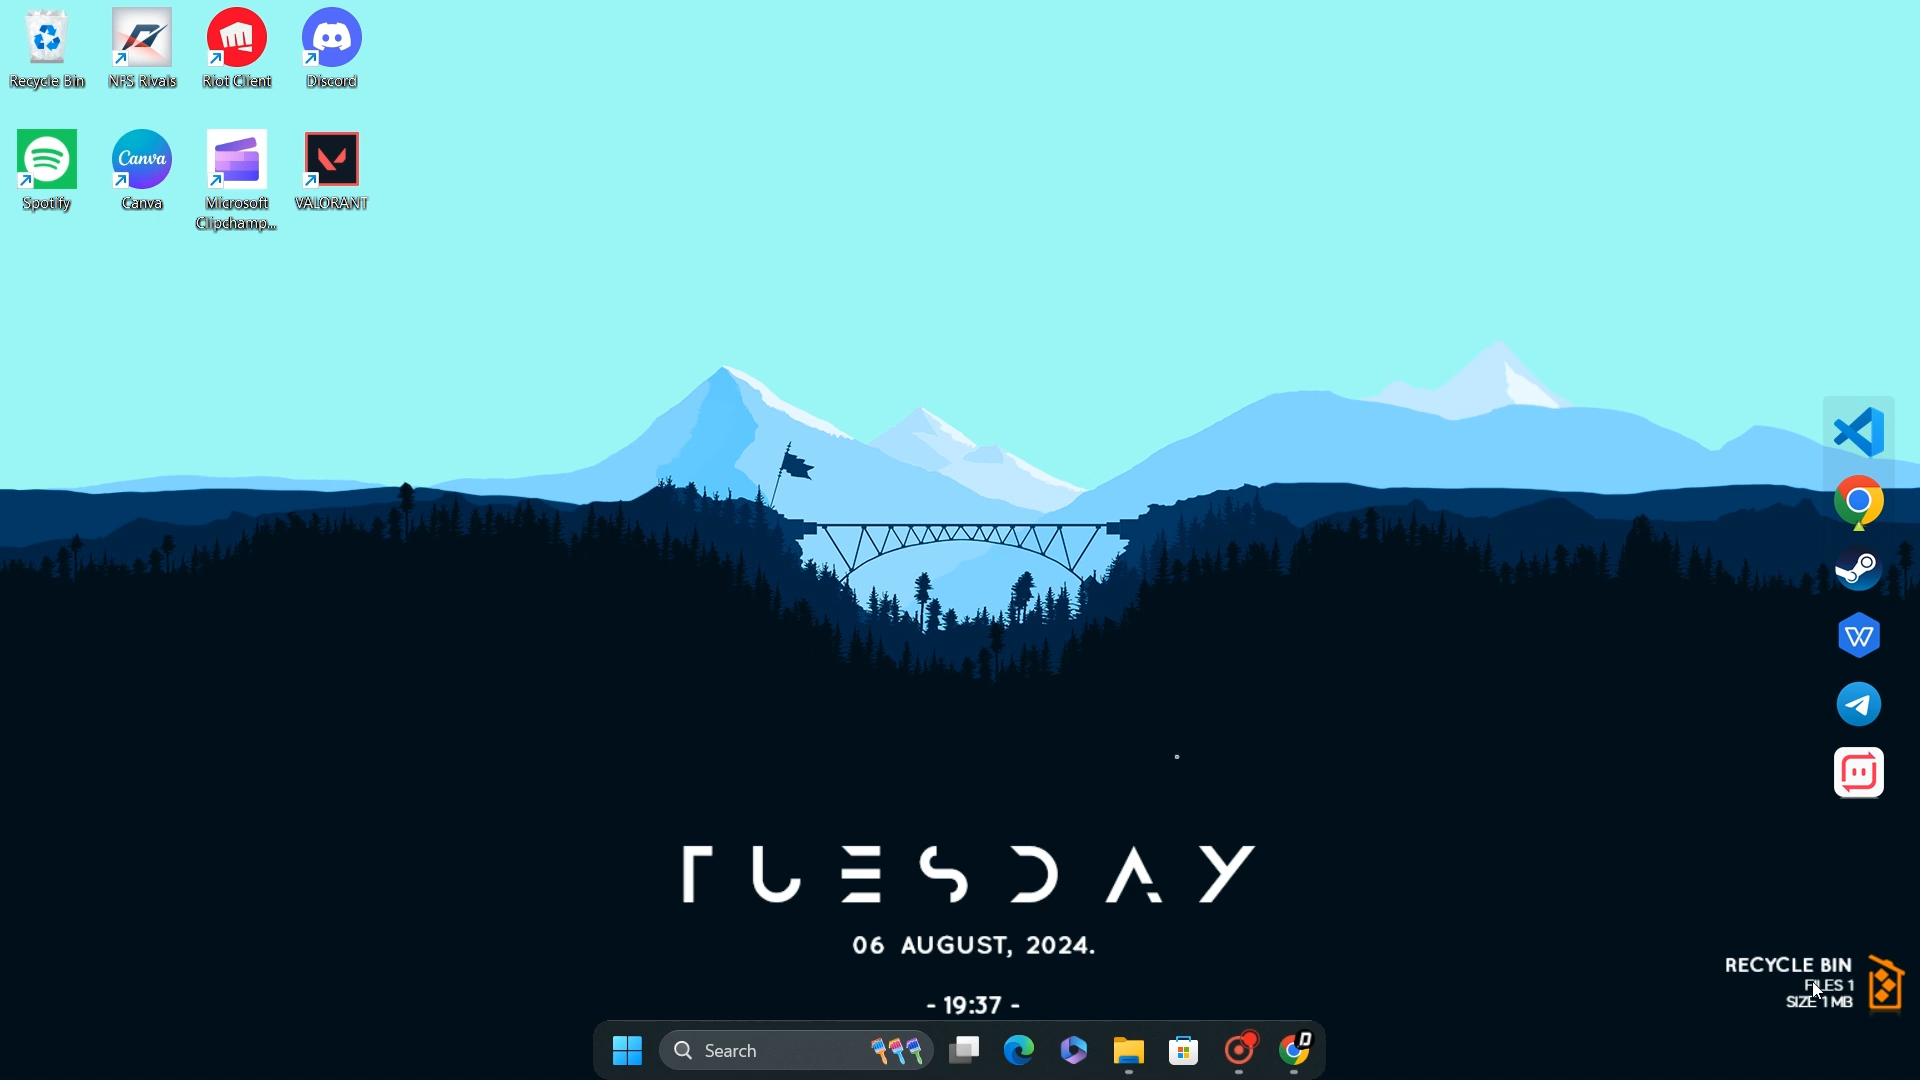 Recycle Bin
NFS Rivals
Riot Client
Discord
Spotify
Canva
Canva
Microsoft
Clipchamp...
VALORANT
TUESDAY
06 AUGUST, 2024.
- 19:37 -
RECYCLE BIN
FILES 1
SIZE 1 MB
Search
D